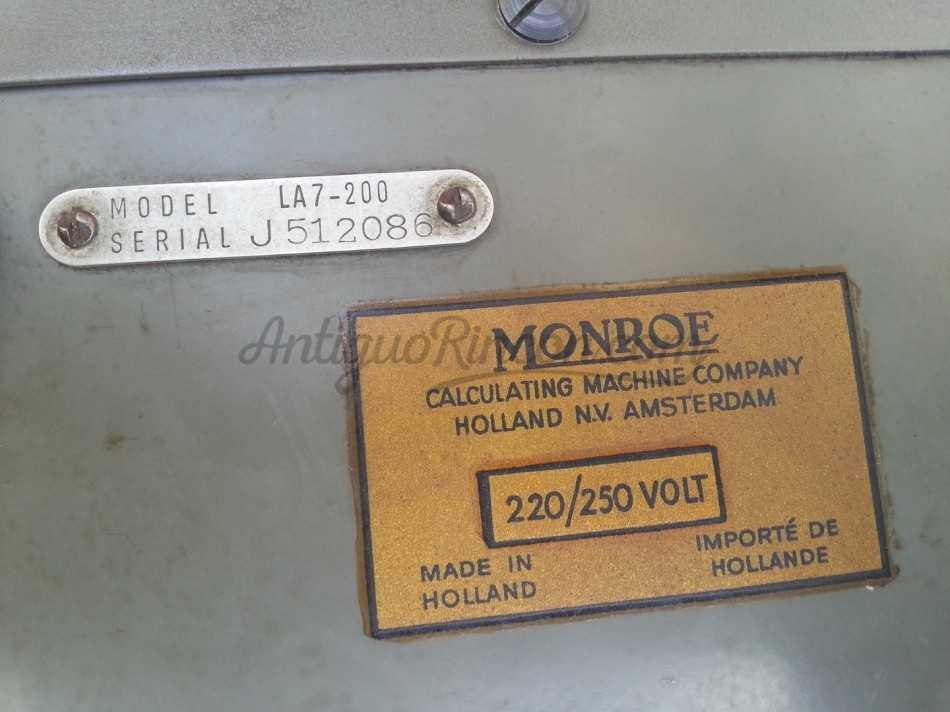 MODEL LA7-200
SERIAL J512086
MONROE
CALCULATING MACHINE COMPANY
HOLLAND N.V. AMSTERDAM
220/250 VOLT
MADE IN
HOLLAND
IMPORTÉ DE
HOLLANDE